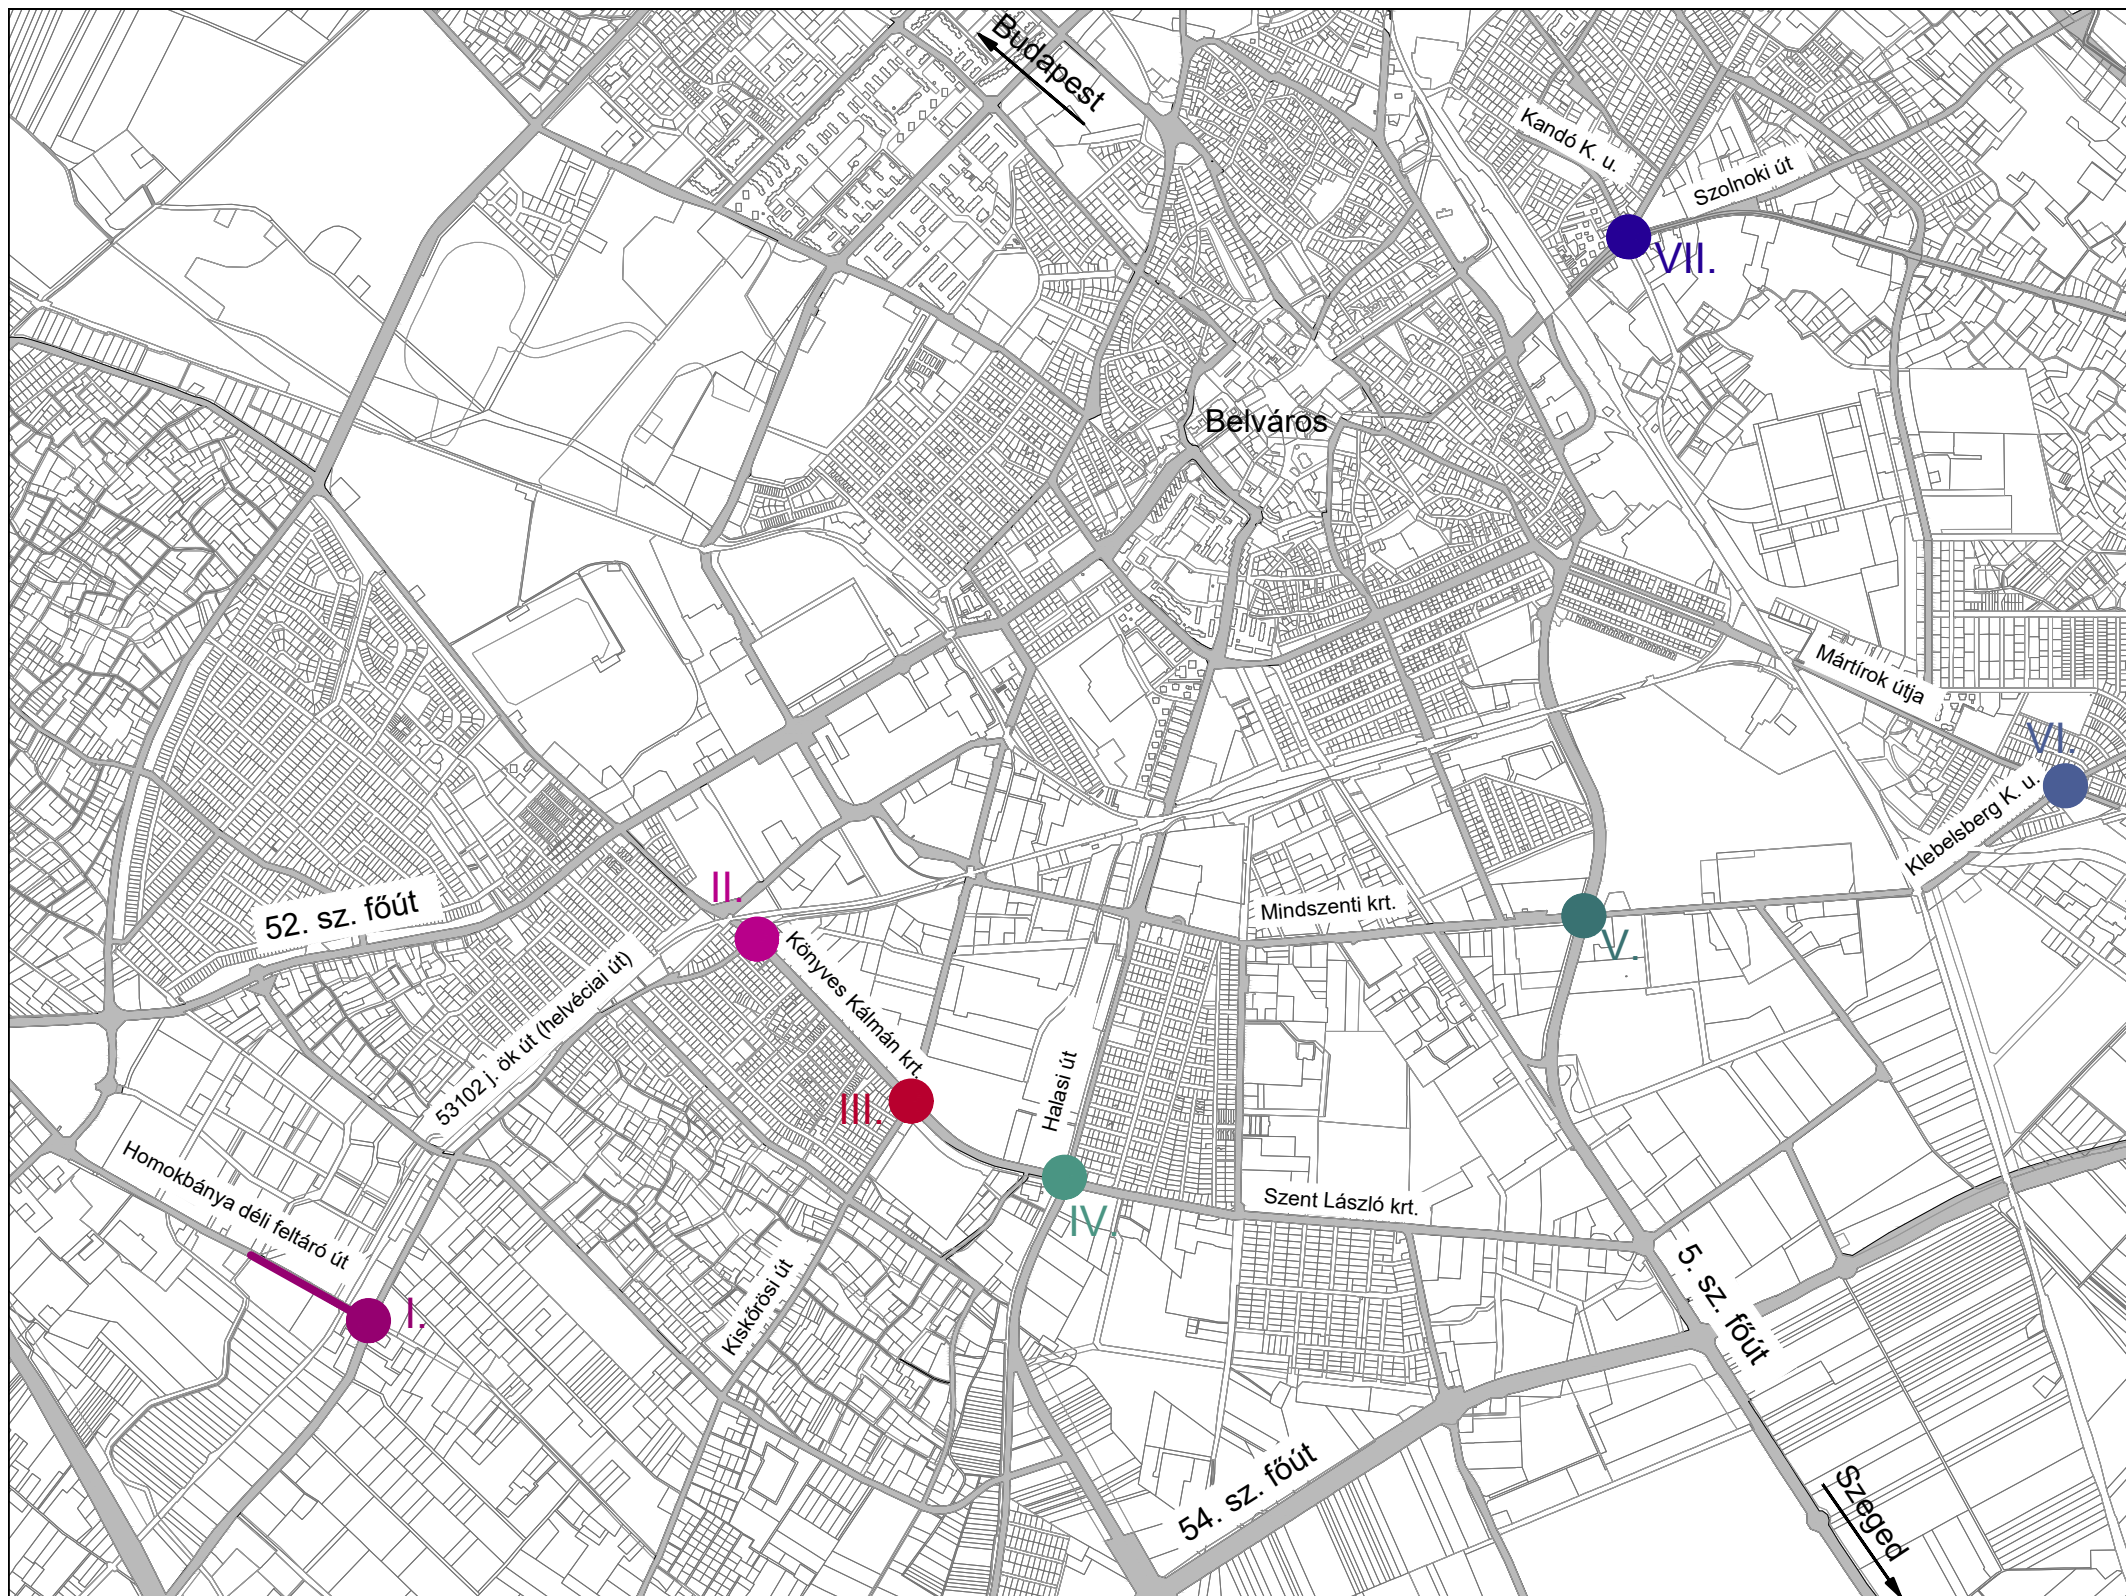 Budapest
Kandó K. u.
Szolnoki út
VII.
Belváros
Mártírok útja
VI.
Klebelsberg K. u.
II.
52. sz. főút
Mindszenti krt.
V.
Könyves Kálmán krt.
53102 j. ök út (helvéciai út)
Halasi út
III.
Homokbánya déli feltáró út
Szent László krt.
IV.
I.
Kiskőrösi út
5. sz. főút
54. sz. főút
Szeged